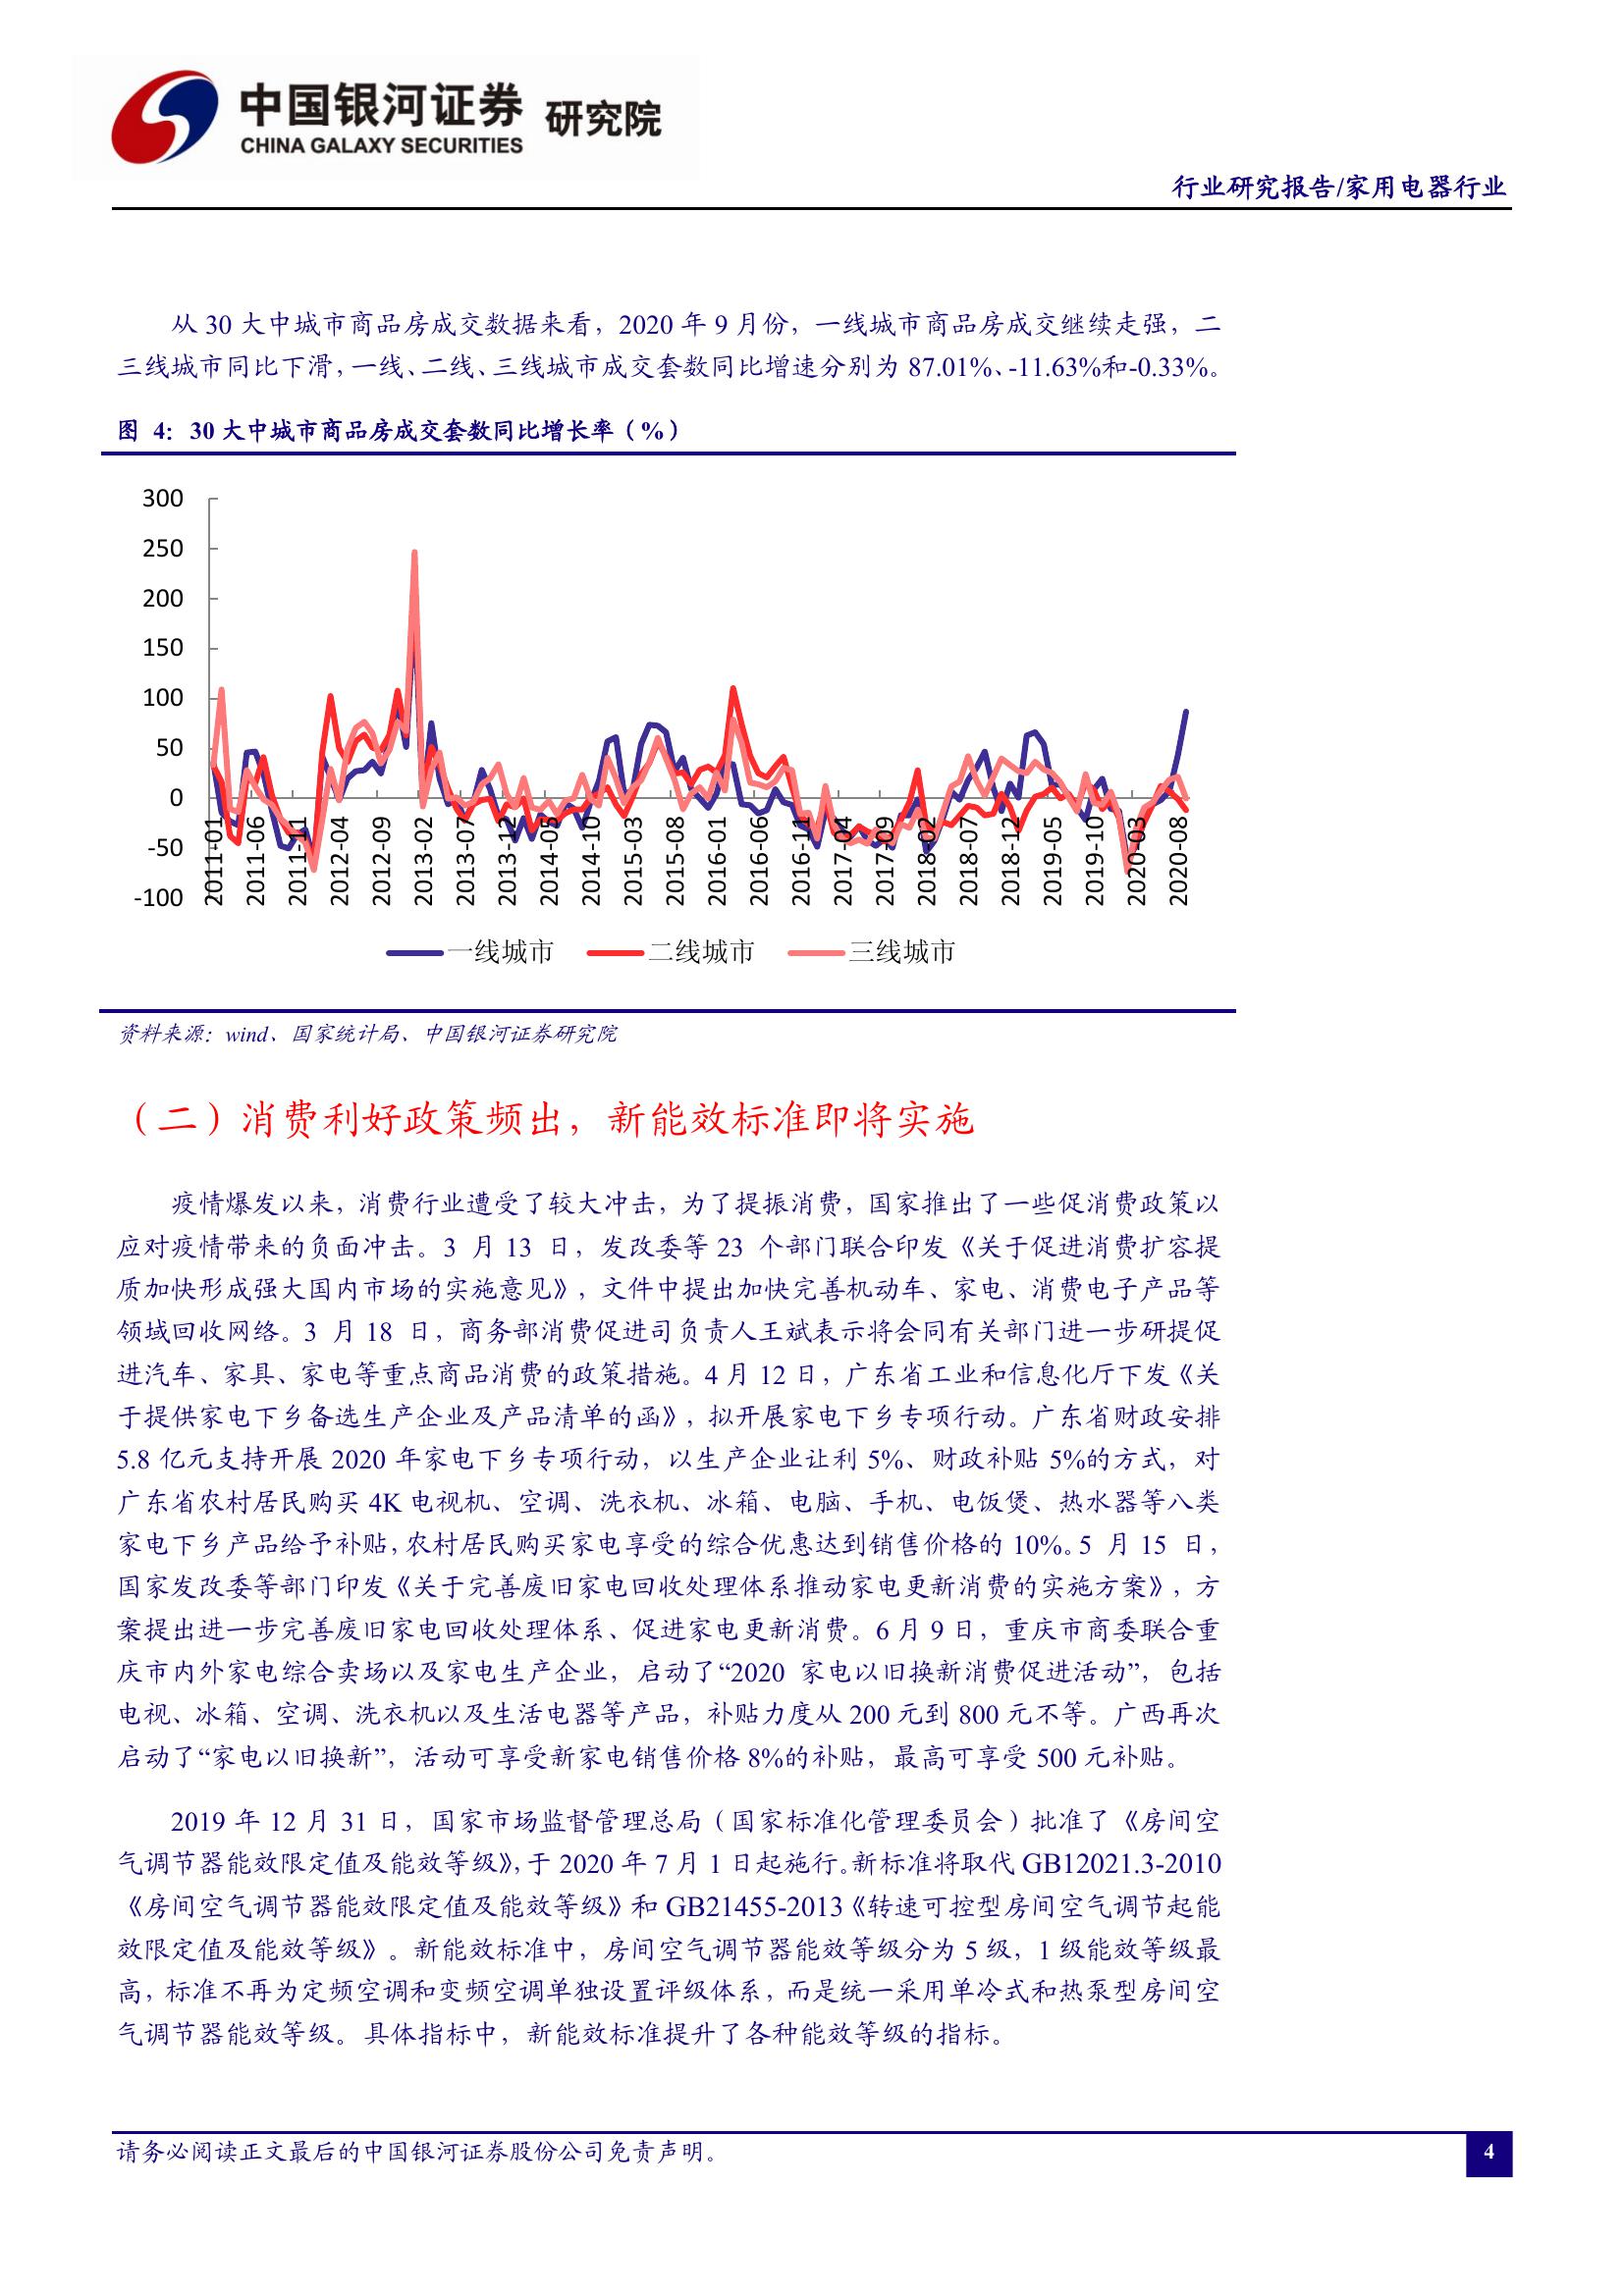 中国银河证券 研究院
CHINA GALAXY SECURITIES
行业研究报告/家用电器行业
从 30 大中城市商品房成交数据来看，2020 年 9 月份，一线城市商品房成交继续走强，二
三线城市同比下滑，一线、二线、三线城市成交套数同比增速分别为 87.01%、-11.63%和-0.33%。
图 4：30 大中城市商品房成交套数同比增长率（%）
300
250
200
150
100
50
0
-50
-100
2011-01 2011-06 2011-11 2012-04 2012-09 2013-02 2013-07 2013-12 2014-05 2014-10 2015-03 2015-08 2016-01 2016-06 2016-11 2017-04 2017-09 2018-02 2018-07 2018-12 2019-05 2019-10 2020-03 2020-08
一线城市 二线城市 三线城市
资料来源：wind、国家统计局、中国银河证券研究院
（二）消费利好政策频出，新能效标准即将实施
疫情爆发以来，消费行业遭受了较大冲击，为了提振消费，国家推出了一些促消费政策以
应对疫情带来的负面冲击。3 月 13 日，发改委等 23 个部门联合印发《关于促进消费扩容提
质加快形成强大国内市场的实施意见》，文件中提出加快完善机动车、家电、消费电子产品等
领域回收网络。3 月 18 日，商务部消费促进司负责人王斌表示将会同有关部门进一步研提促
进汽车、家具、家电等重点商品消费的政策措施。4 月 12 日，广东省工业和信息化厅下发《关
于提供家电下乡备选生产企业及产品清单的函》，拟开展家电下乡专项行动。广东省财政安排
5.8 亿元支持开展 2020 年家电下乡专项行动，以生产企业让利 5%、财政补贴 5%的方式，对
广东省农村居民购买 4K 电视机、空调、洗衣机、冰箱、电脑、手机、电饭煲、热水器等八类
家电下乡产品给予补贴，农村居民购买家电享受的综合优惠达到销售价格的 10%。5 月 15 日，
国家发改委等部门印发《关于完善废旧家电回收处理体系推动家电更新消费的实施方案》，方
案提出进一步完善废旧家电回收处理体系、促进家电更新消费。6 月 9 日，重庆市商委联合重
庆市内外家电综合卖场以及家电生产企业，启动了“2020 家电以旧换新消费促进活动”，包括
电视、冰箱、空调、洗衣机以及生活电器等产品，补贴力度从 200 元到 800 元不等。广西再次
启动了“家电以旧换新”，活动可享受新家电销售价格 8%的补贴，最高可享受 500 元补贴。
2019 年 12 月 31 日，国家市场监督管理总局（国家标准化管理委员会）批准了《房间空
气调节器能效限定值及能效等级》，于 2020 年 7 月 1 日起施行。新标准将取代 GB12021.3-2010
《房间空气调节器能效限定值及能效等级》和 GB21455-2013《转速可控型房间空气调节起能
效限定值及能效等级》。新能效标准中，房间空气调节器能效等级分为 5 级，1 级能效等级最
高，标准不再为定频空调和变频空调单独设置评级体系，而是统一采用单冷式和热泵型房间空
气调节器能效等级。具体指标中，新能效标准提升了各种能效等级的指标。
请务必阅读正文最后的中国银河证券股份公司免责声明。
4